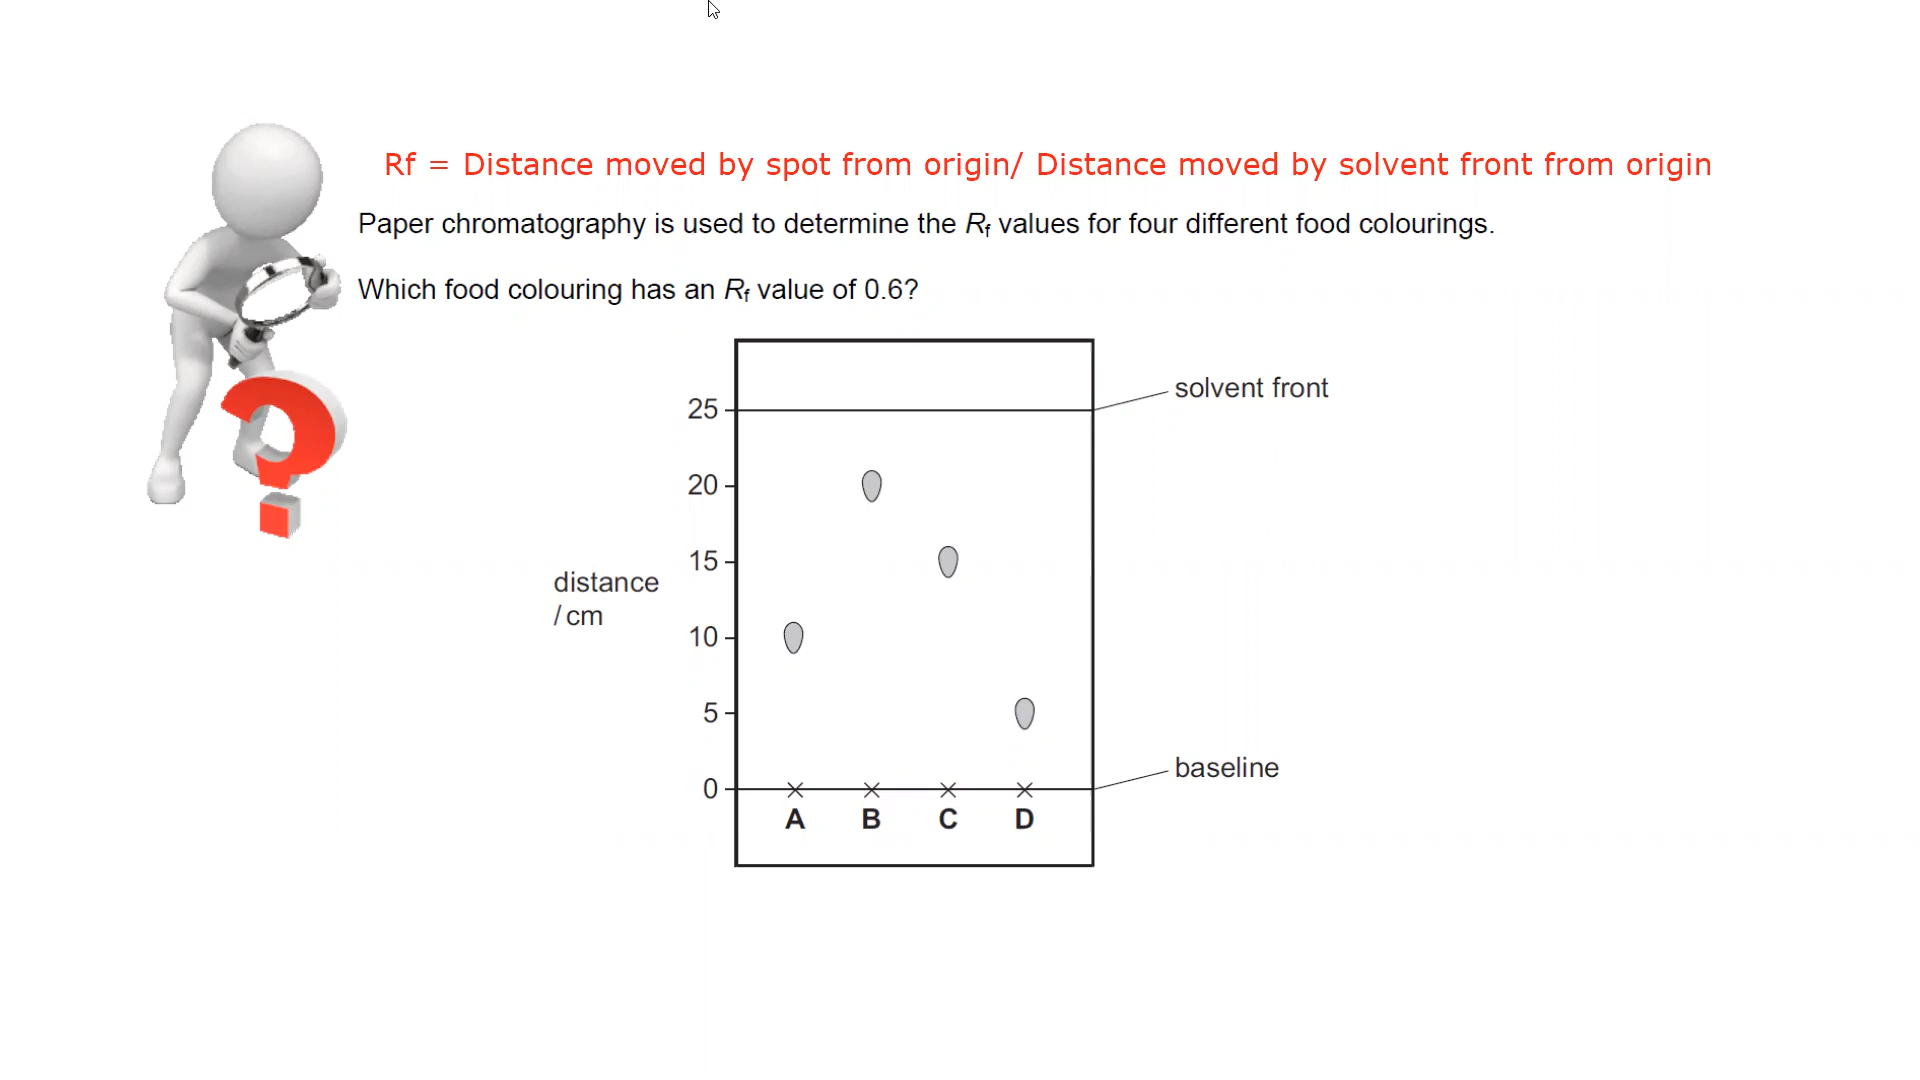 Rf = Distance moved by spot from origin/ Distance moved by solvent front from origin
Paper chromatography is used to determine the Rf values for four different food colourings.
Which food colouring has an Rf value of 0.6?
solvent front
25
20
15
distance
/ cm
10
5
baseline
0
A B C D